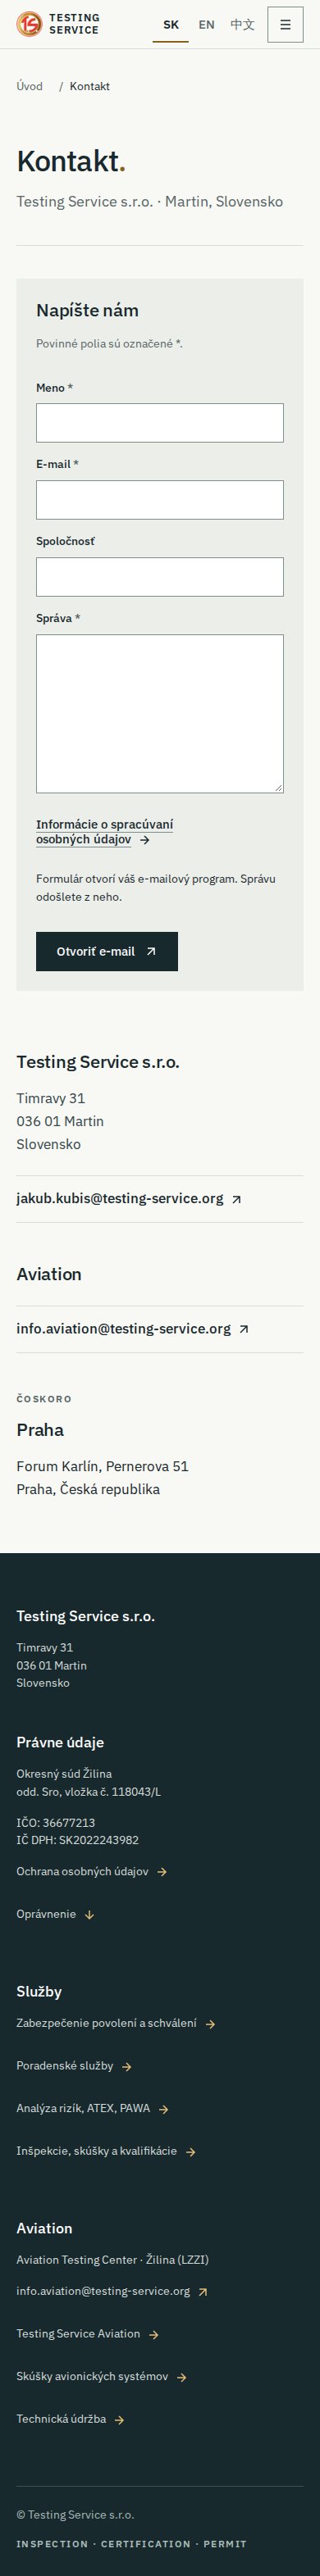 TESTING
SERVICE
SK EN 中文
Úvod / Kontakt
Kontakt.
Testing Service s.r.o. · Martin, Slovensko
Napíšte nám
Povinné polia sú označené *.
Meno *
E-mail *
Spoločnosť
Správa *
Informácie o spracúvaní
osobných údajov →
Formulár otvorí váš e-mailový program. Správu
odošlete z neho.
Otvoriť e-mail ↗
Testing Service s.r.o.
Timravy 31
036 01 Martin
Slovensko
jakub.kubis@testing-service.org ↗
Aviation
info.aviation@testing-service.org ↗
ČOSKORO
Praha
Forum Karlín, Pernerova 51
Praha, Česká republika
Testing Service s.r.o.
Timravy 31
036 01 Martin
Slovensko
Právne údaje
Okresný súd Žilina
odd. Sro, vložka č. 118043/L
IČO: 36677213
IČ DPH: SK2022243982
Ochrana osobných údajov →
Oprávnenie ↓
Služby
Zabezpečenie povolení a schválení →
Poradenské služby →
Analýza rizík, ATEX, PAWA →
Inšpekcie, skúšky a kvalifikácie →
Aviation
Aviation Testing Center · Žilina (LZZI)
info.aviation@testing-service.org ↗
Testing Service Aviation →
Skúšky avionických systémov →
Technická údržba →
© Testing Service s.r.o.
INSPECTION · CERTIFICATION · PERMIT